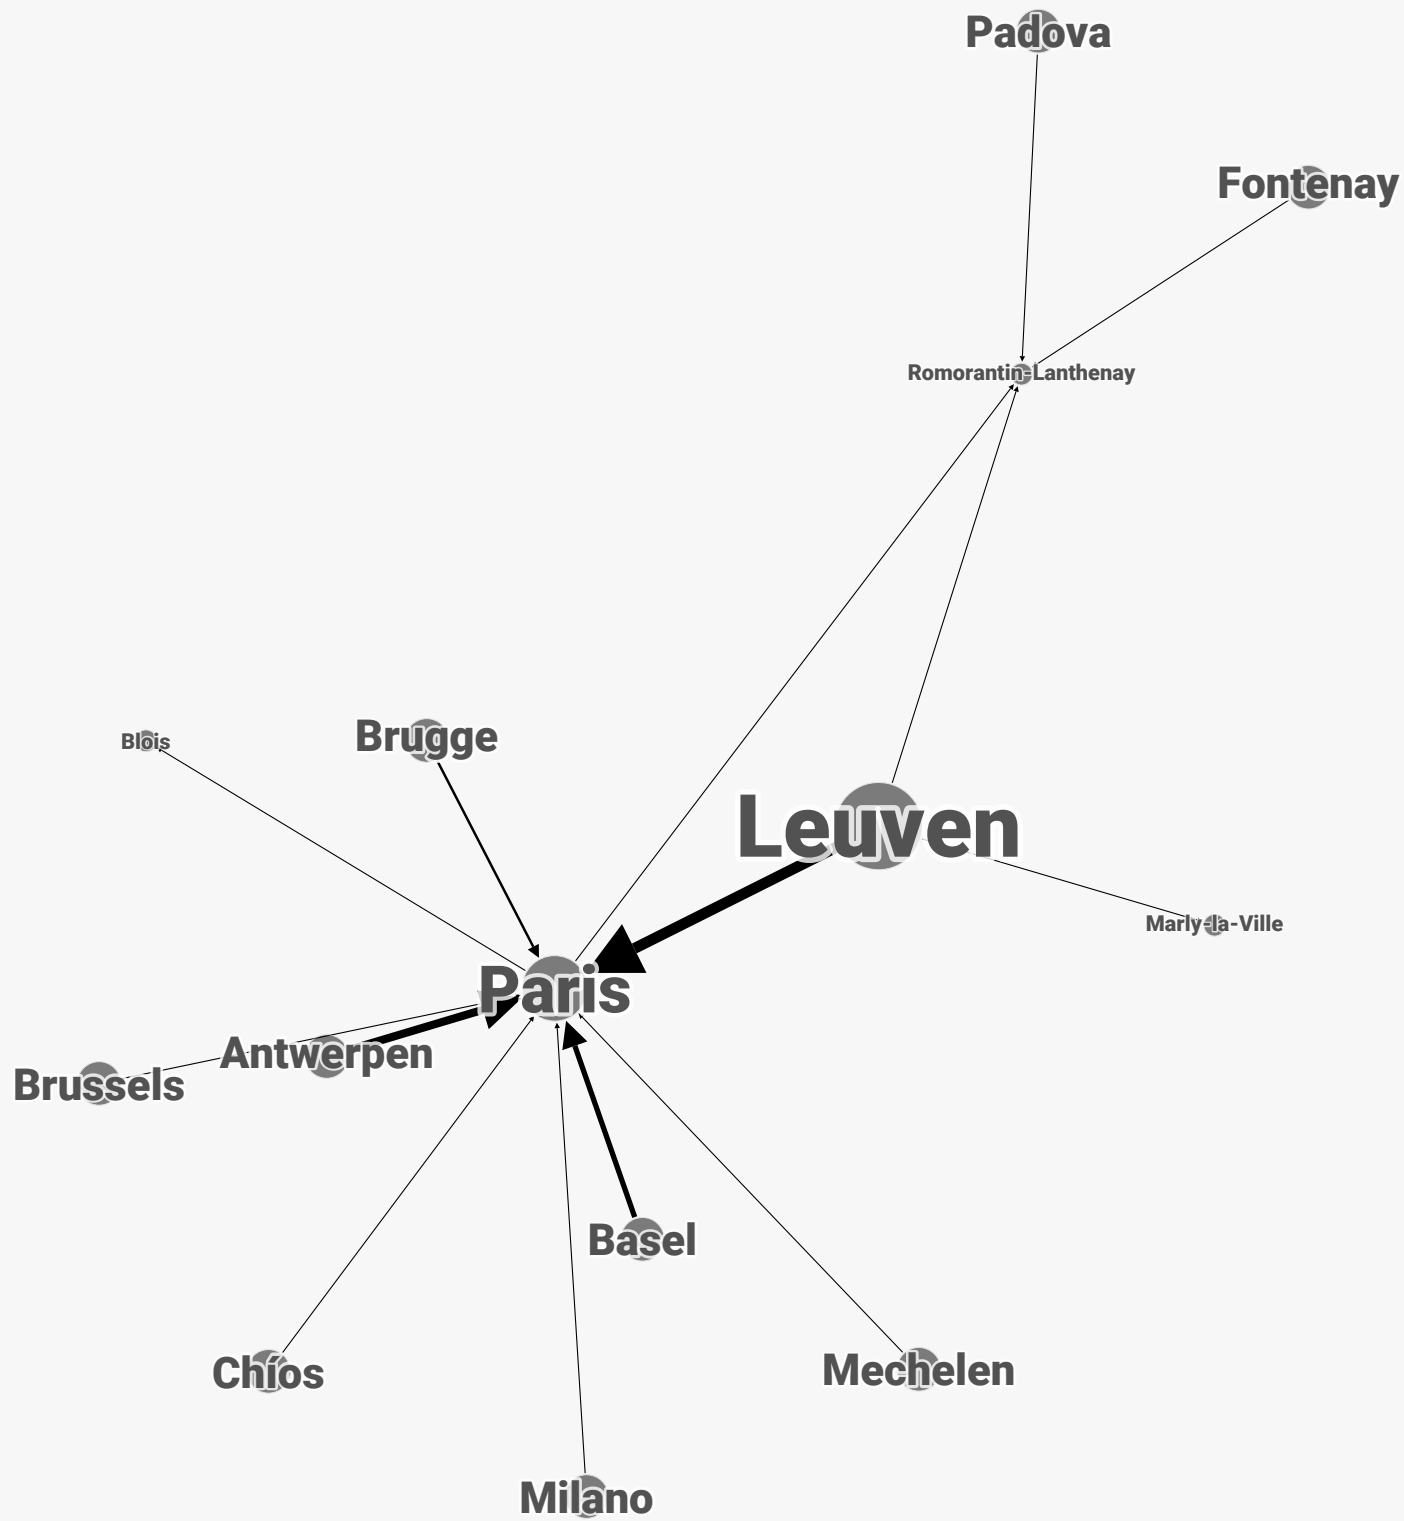 Padova
Fontenay
Romorantin-Lanthenay
Blois
Brugge
Leuven
Marly-la-Ville
Paris
Antwerpen
Brussels
Basel
Chíos
Mechelen
Milano